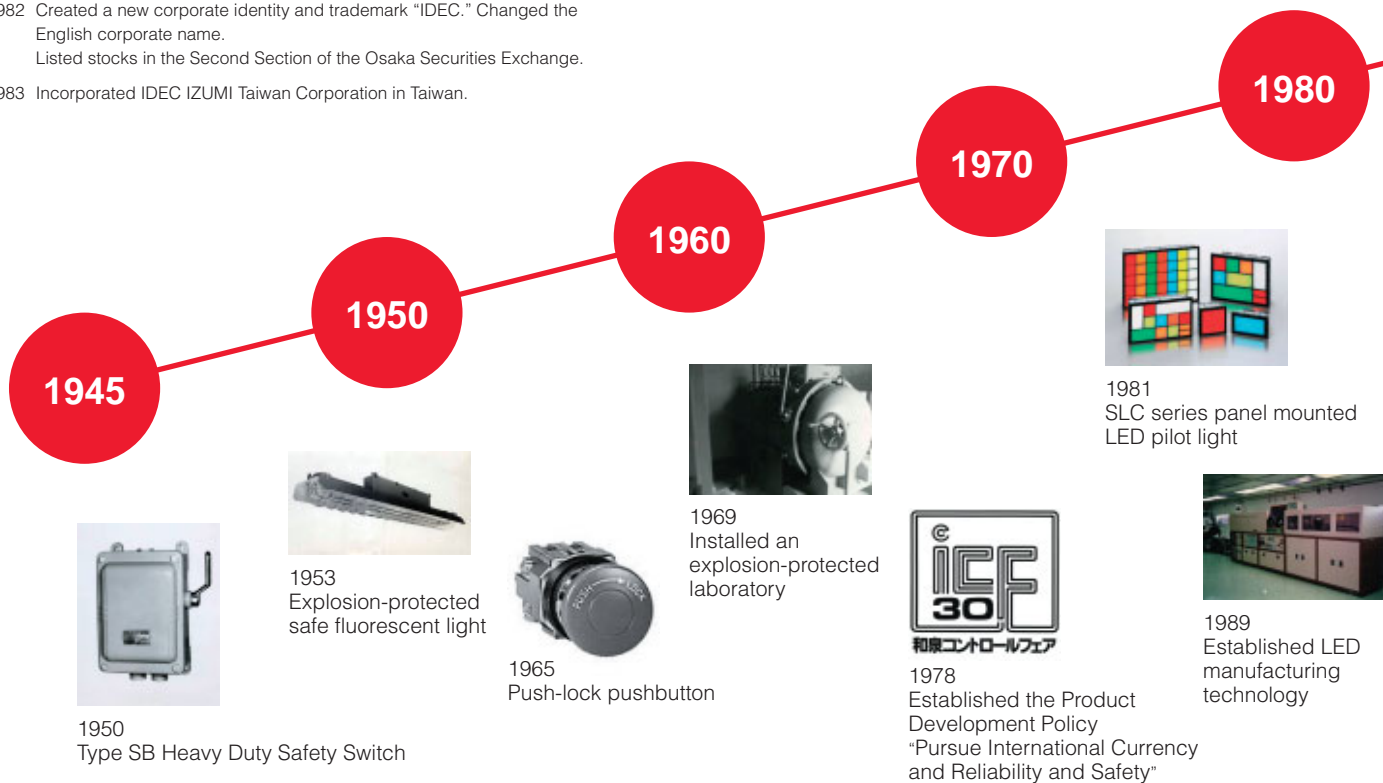 982 Created a new corporate identity and trademark “IDEC.” Changed the
English corporate name.
Listed stocks in the Second Section of the Osaka Securities Exchange.
983 Incorporated IDEC IZUMI Taiwan Corporation in Taiwan.
1980
1970
1960
1950
1945
1981
SLC series panel mounted
LED pilot light
1969
Installed an
explosion-protected
laboratory
1953
Explosion-protected
safe fluorescent light
PUSH LOCK
1965
Push-lock pushbutton
© ICF
30
和泉コントロールフェア
1978
Established the Product
Development Policy
“Pursue International Currency
and Reliability and Safety”
1989
Established LED
manufacturing
technology
1950
Type SB Heavy Duty Safety Switch